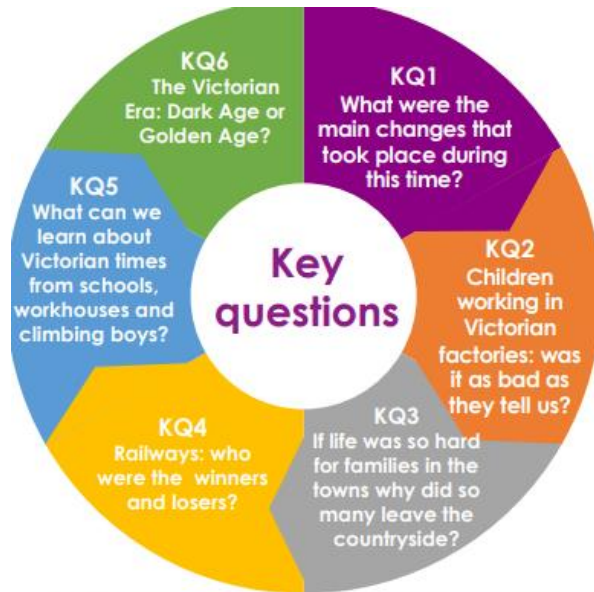 Key
questions
KQ1
What were the
main changes that
took place during
this time?
KQ2
Children
working in
Victorian
factories: was
it as bad as
they tell us?
KQ3
If life was so hard
for families in the
towns why did so
many leave the
countryside?
KQ4
Railways: who
were the winners
and losers?
KQ5
What can we
learn about
Victorian times
from schools,
workhouses and
climbing boys?
KQ6
The Victorian
Era: Dark Age or
Golden Age?